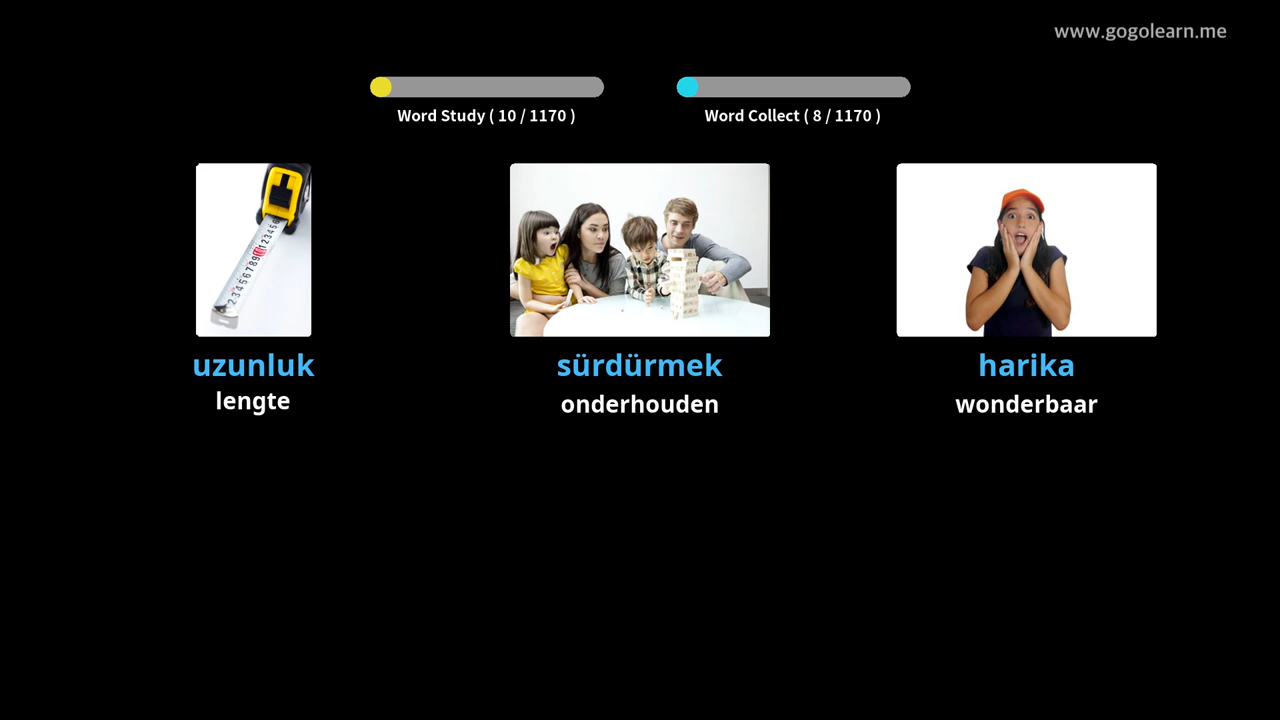 www.gogolearn.me
Word Study ( 10 / 1170 )
Word Collect ( 8 / 1170 )
uzunluk
lengte
sürdürmek
onderhouden
harika
wonderbaar